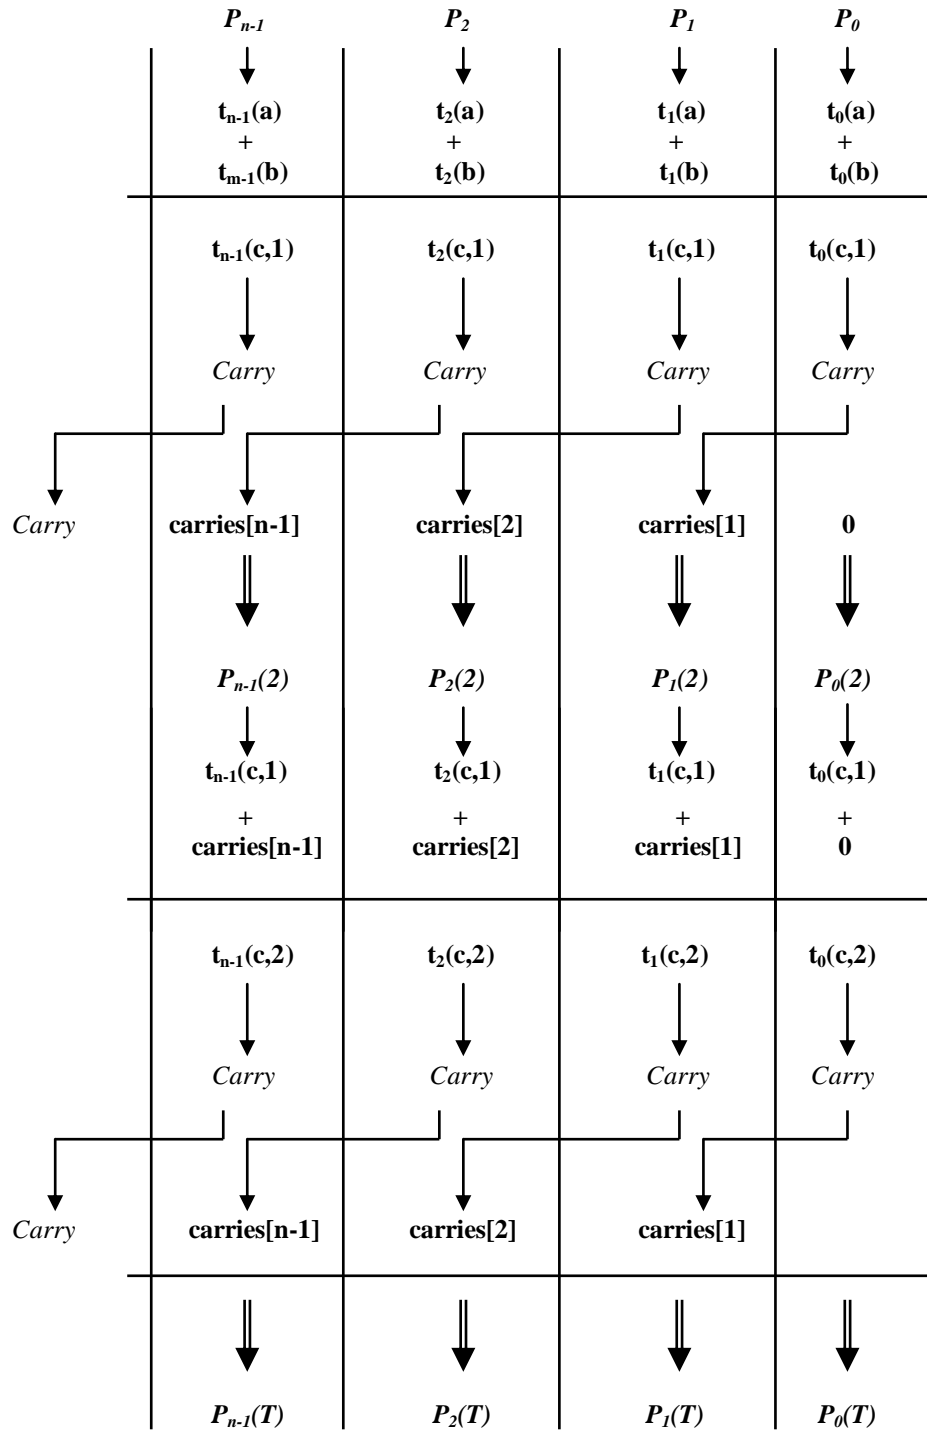 P_{n-1} P_2 P_1 P_0
t_{n-1}(a) t_2(a) t_1(a) t_0(a)
+ + + +
t_{m-1}(b) t_2(b) t_1(b) t_0(b)
t_{n-1}(c,1) t_2(c,1) t_1(c,1) t_0(c,1)
Carry Carry Carry Carry
Carry carries[n-1] carries[2] carries[1] 0
P_{n-1}(2) P_2(2) P_1(2) P_0(2)
t_{n-1}(c,1) t_2(c,1) t_1(c,1) t_0(c,1)
+ + + +
carries[n-1] carries[2] carries[1] 0
t_{n-1}(c,2) t_2(c,2) t_1(c,2) t_0(c,2)
Carry Carry Carry Carry
Carry carries[n-1] carries[2] carries[1]
P_{n-1}(T) P_2(T) P_1(T) P_0(T)